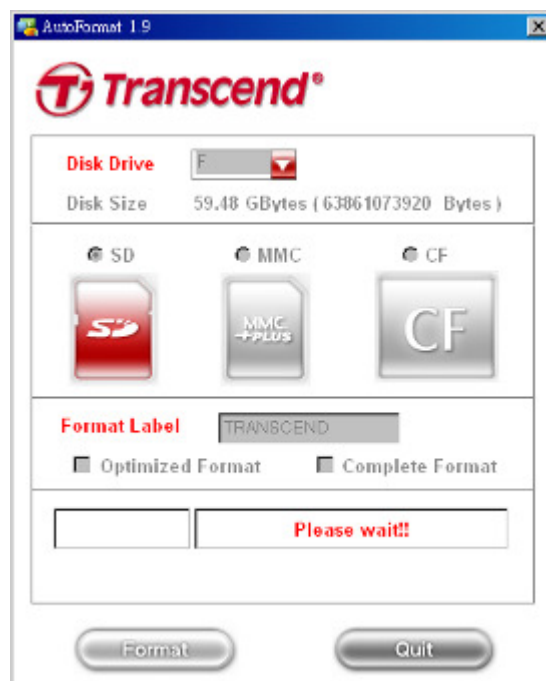 AutoFormat 1.9
Transcend®
Disk Drive F
Disk Size 59.48 GBytes ( 63861073920 Bytes )
SD MMC CF
SD MMC +PLUS CF
Format Label TRANSCEND
Optimized Format Complete Format
Please wait!!
Format Quit